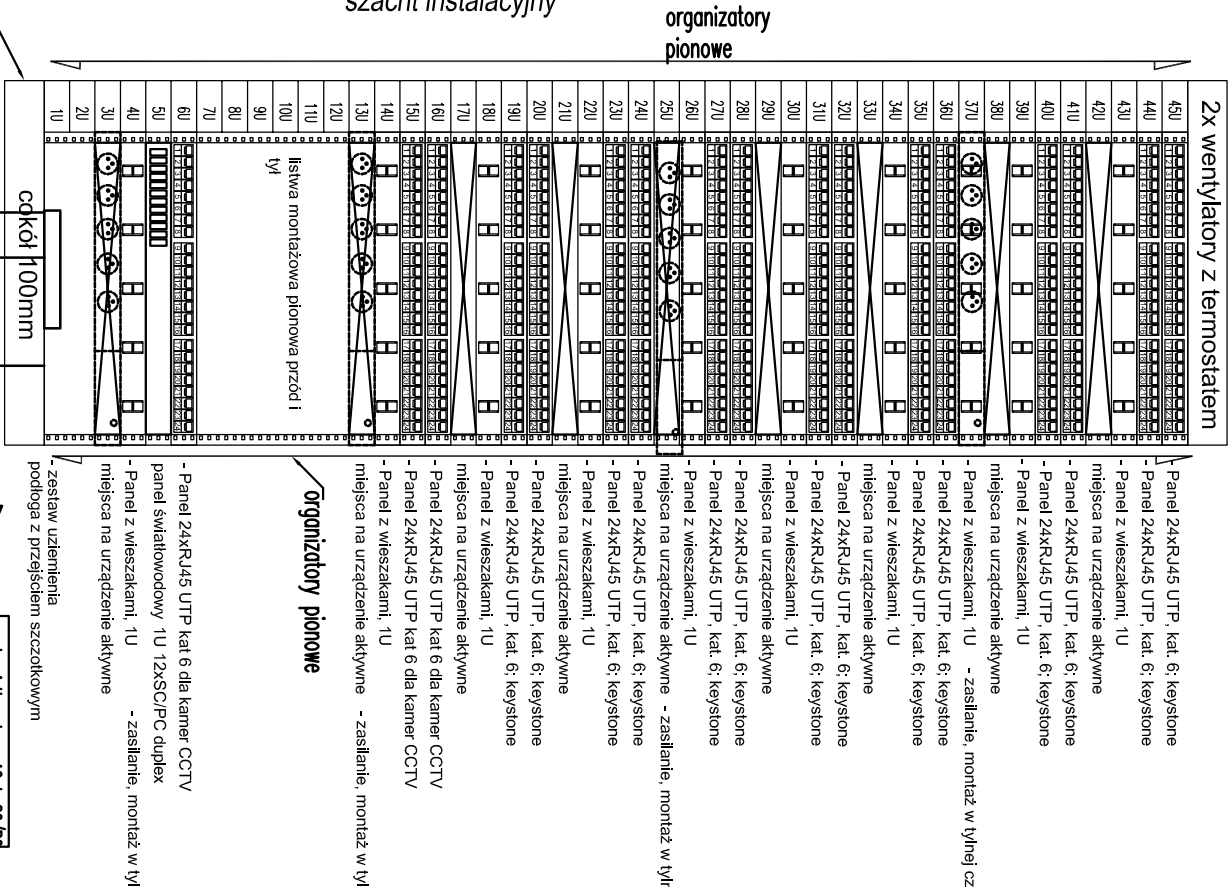 szacht instalacyjny
organizatory
pionowe
2x wentylatory z termostatem
45U
44U
43U
42U
41U
40U
39U
38U
37U
36U
35U
34U
33U
32U
31U
30U
29U
28U
27U
26U
25U
24U
23U
22U
21U
20U
19U
18U
17U
16U
15U
14U
13U
12U
11U
10U
9U
8U
7U
6U
5U
4U
3U
2U
1U
listwa montażowa pionowa przód i
tył
cokół 100mm
- Panel 24xRJ45 UTP, kat. 6; keystone
- Panel 24xRJ45 UTP, kat. 6; keystone
- Panel z wieszakami, 1U
miejsca na urządzenie aktywne
- Panel 24xRJ45 UTP, kat. 6; keystone
- Panel 24xRJ45 UTP, kat. 6; keystone
- Panel z wieszakami, 1U
miejsca na urządzenie aktywne
- Panel z wieszakami, 1U - zasilanie, montaż w tylnej
- Panel 24xRJ45 UTP, kat. 6; keystone
- Panel 24xRJ45 UTP, kat. 6; keystone
- Panel z wieszakami, 1U
miejsca na urządzenie aktywne
- Panel 24xRJ45 UTP, kat. 6; keystone
- Panel 24xRJ45 UTP, kat. 6; keystone
- Panel z wieszakami, 1U
miejsca na urządzenie aktywne
- Panel 24xRJ45 UTP, kat. 6; keystone
- Panel 24xRJ45 UTP, kat. 6; keystone
- Panel z wieszakami, 1U
miejsca na urządzenie aktywne - zasilanie, montaż w
- Panel 24xRJ45 UTP, kat. 6; keystone
- Panel 24xRJ45 UTP, kat. 6; keystone
- Panel z wieszakami, 1U
miejsca na urządzenie aktywne
- Panel 24xRJ45 UTP, kat. 6; keystone
- Panel 24xRJ45 UTP, kat. 6; keystone
- Panel z wieszakami, 1U
miejsca na urządzenie aktywne
- Panel 24xRJ45 UTP kat 6 dla kamer CCTV
- Panel 24xRJ45 UTP kat 6 dla kamer CCTV
- Panel z wieszakami, 1U
miejsca na urządzenie aktywne - zasilanie, montaż w
organizatory pionowe
- Panel 24xRJ45 UTP kat 6 dla kamer CCTV
panel światłowodowy 1U 12xSC/PC duplex
- Panel z wieszakami, 1U - zasilanie, montaż w
miejsca na urządzenie aktywne
- zestaw uziemienia
podłoga z przejściem szczotkowym